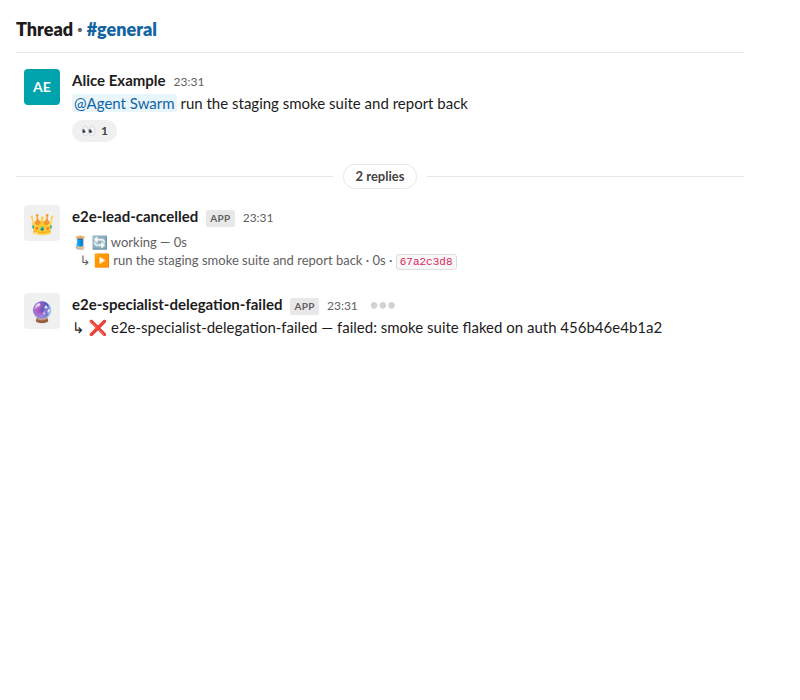 Thread • #general
AE
Alice Example 23:31
@Agent Swarm run the staging smoke suite and report back
👀 1
2 replies
e2e-lead-cancelled APP 23:31
🧵 🔄 working — 0s
↳ ▶️ run the staging smoke suite and report back · 0s · 67a2c3d8
e2e-specialist-delegation-failed APP 23:31
↳ ❌ e2e-specialist-delegation-failed — failed: smoke suite flaked on auth 456b46e4b1a2